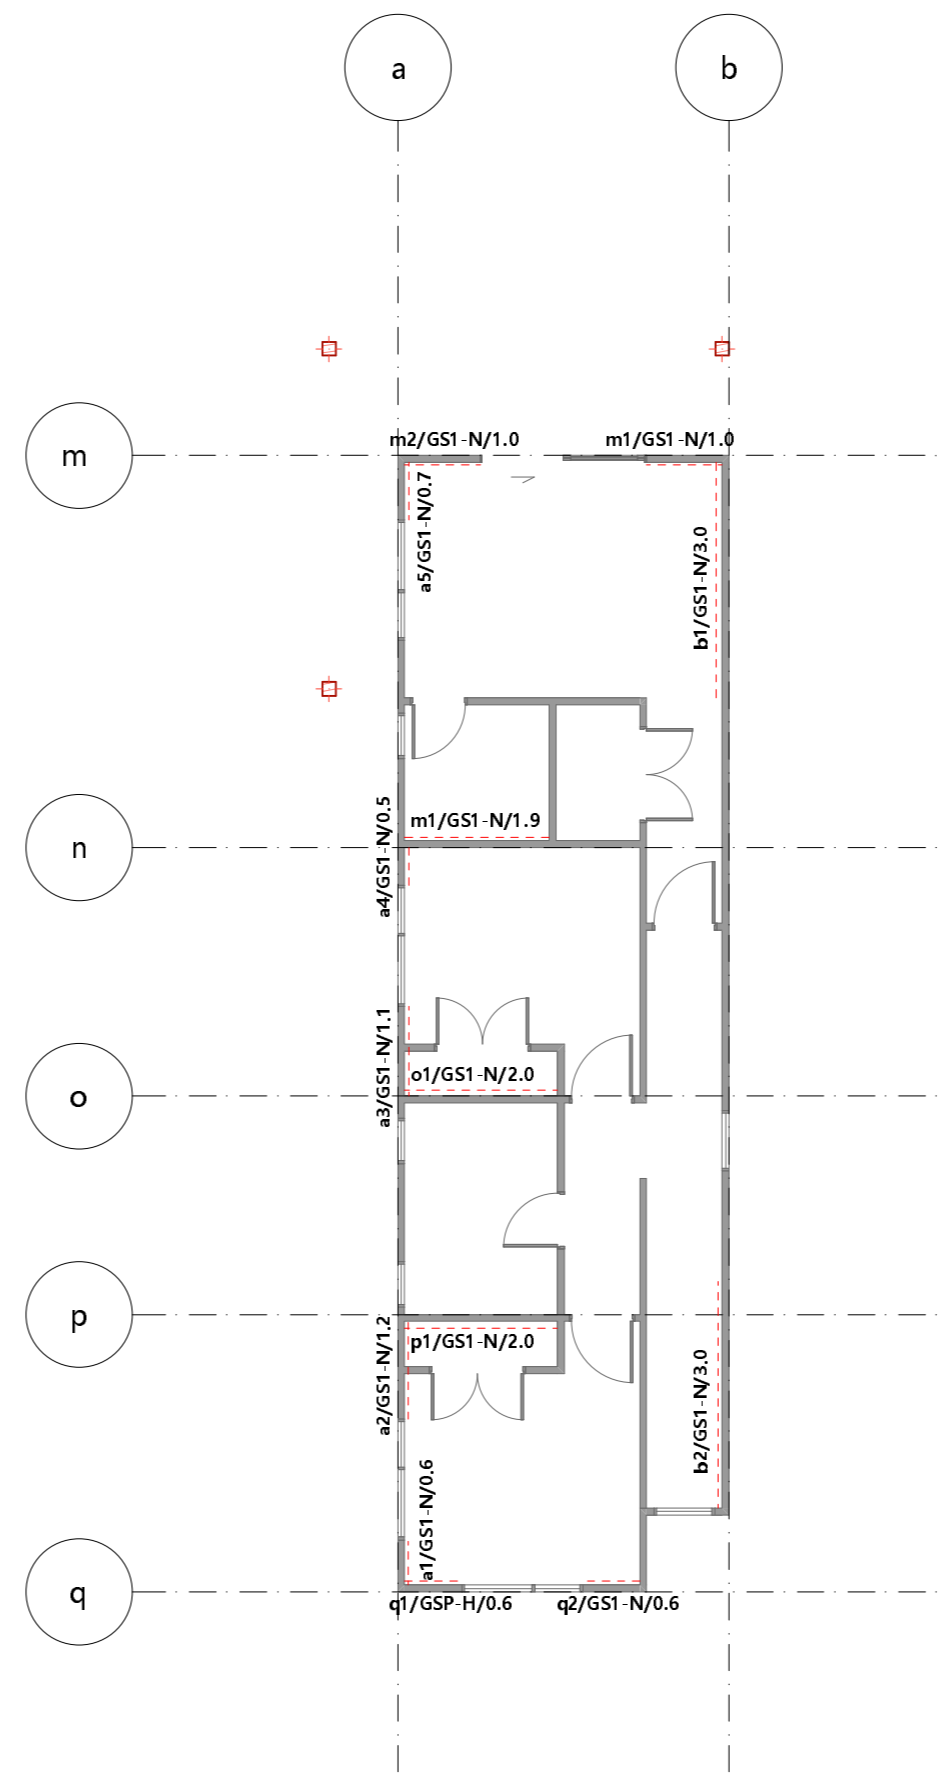 a
b
m
m2/GS1-N/1.0
m1/GS1-N/1.0
a5/GS1-N/0.7
b1/GS1-N/3.0
m1/GS1-N/1.9
a4/GS1-N/0.5
n
a3/GS1-N/1.1
o1/GS1-N/2.0
o
p
a2/GS1-N/1.2
p1/GS1-N/2.0
b2/GS1-N/3.0
a1/GS1-N/0.6
q
q1/GSP-H/0.6
q2/GS1-N/0.6